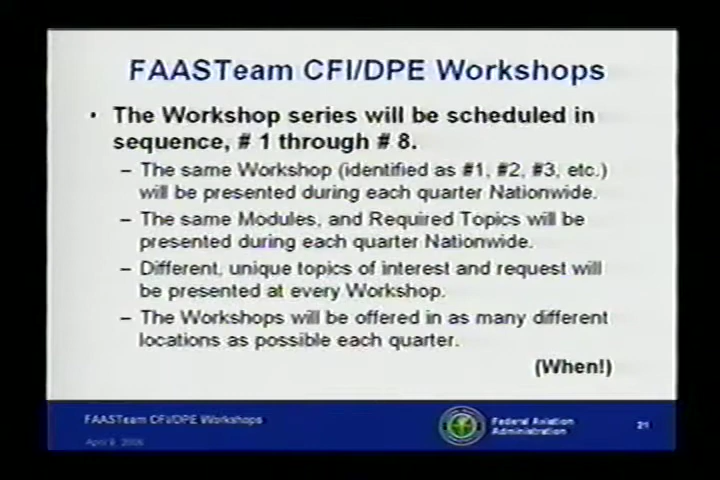 FAASTeam CFI/DPE Workshops
• The Workshop series will be scheduled in
sequence, # 1 through # 8.
– The same Workshop (identified as #1, #2, #3, etc.)
will be presented during each quarter Nationwide.
– The same Modules, and Required Topics will be
presented during each quarter Nationwide.
– Different, unique topics of interest and request will
be presented at every Workshop.
– The Workshops will be offered in as many different
locations as possible each quarter.
(When!)
FAASTeam CFI/DPE Workshops
Federal Aviation
Administration
21
April